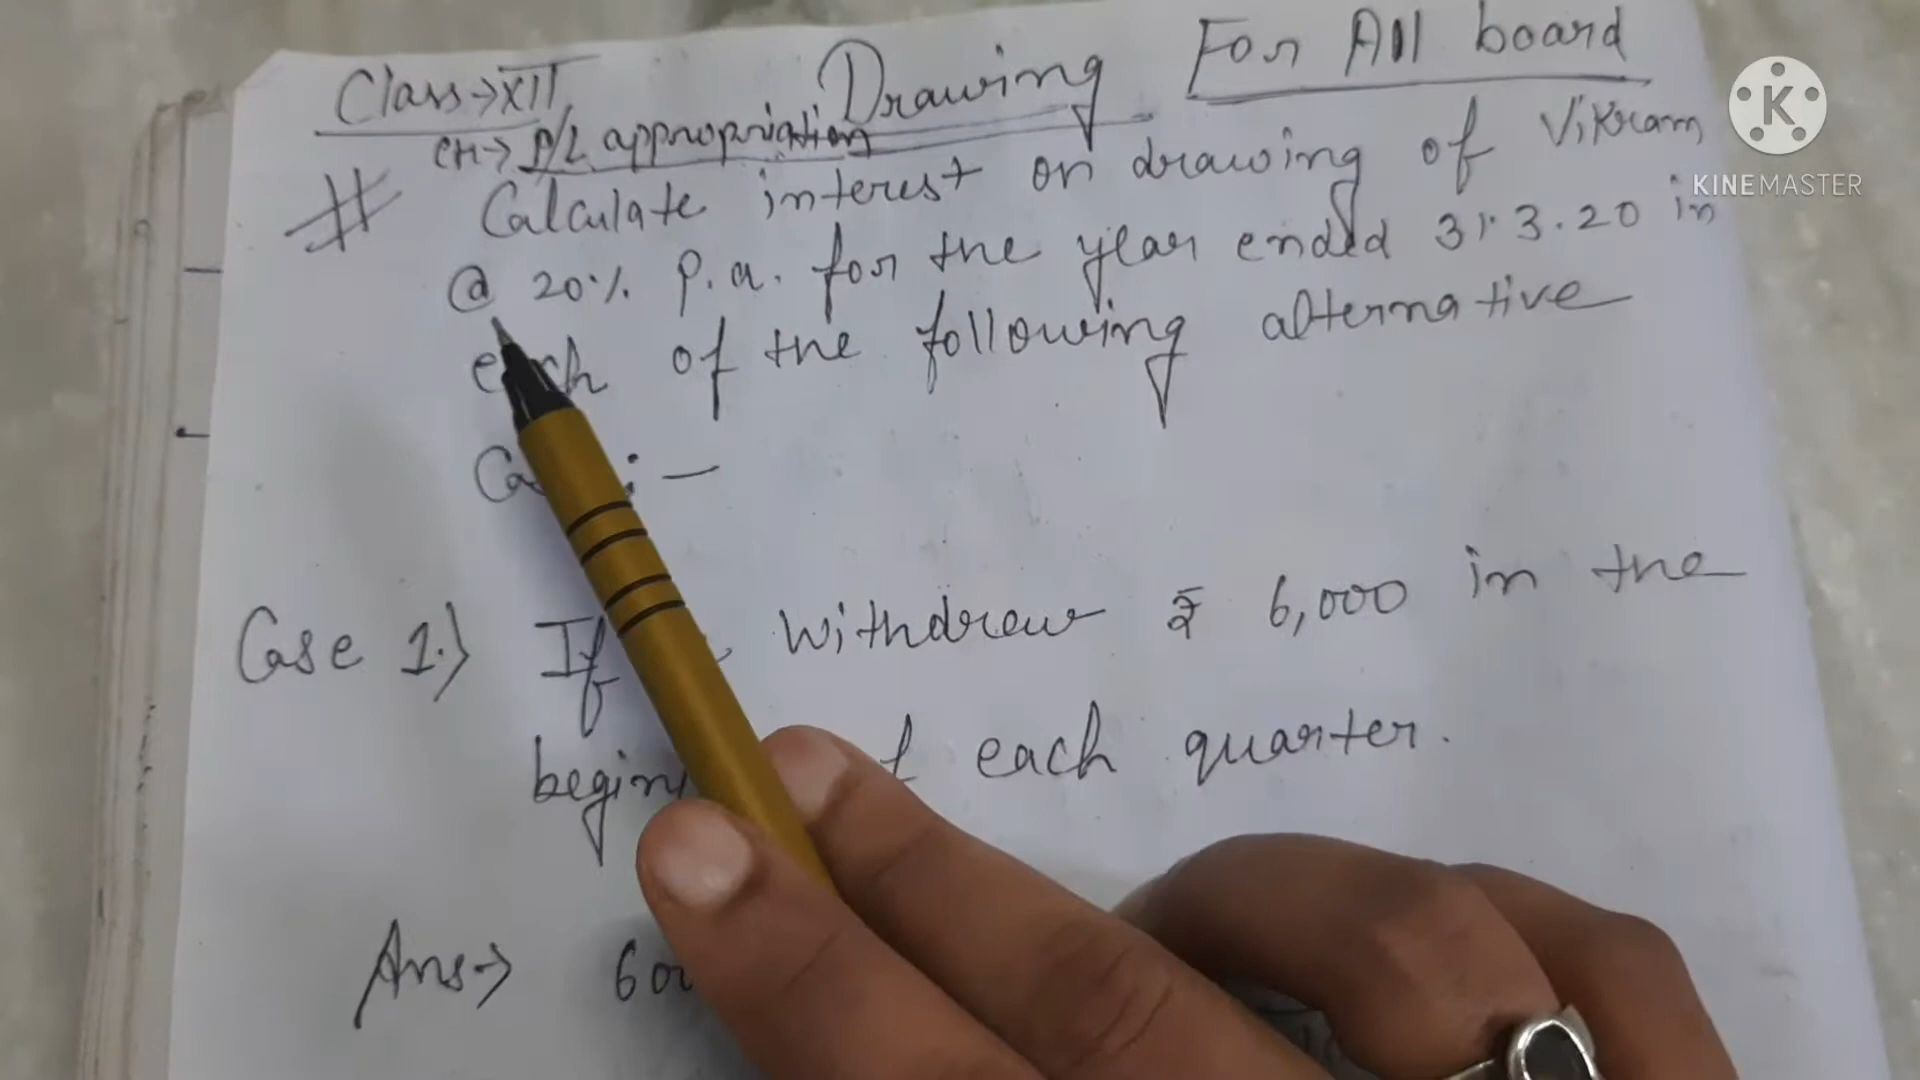 Class→XII Drawing For All board
CH→ P/L appropriation
# Calculate interest on drawing of Vikram
@ 20% p.a. for the year ended 31.3.20 in
each of the following alternative
:-
Case 1.) If withdrew ₹ 6,000 in the
each quarter.
Ans→
K
KINEMASTER